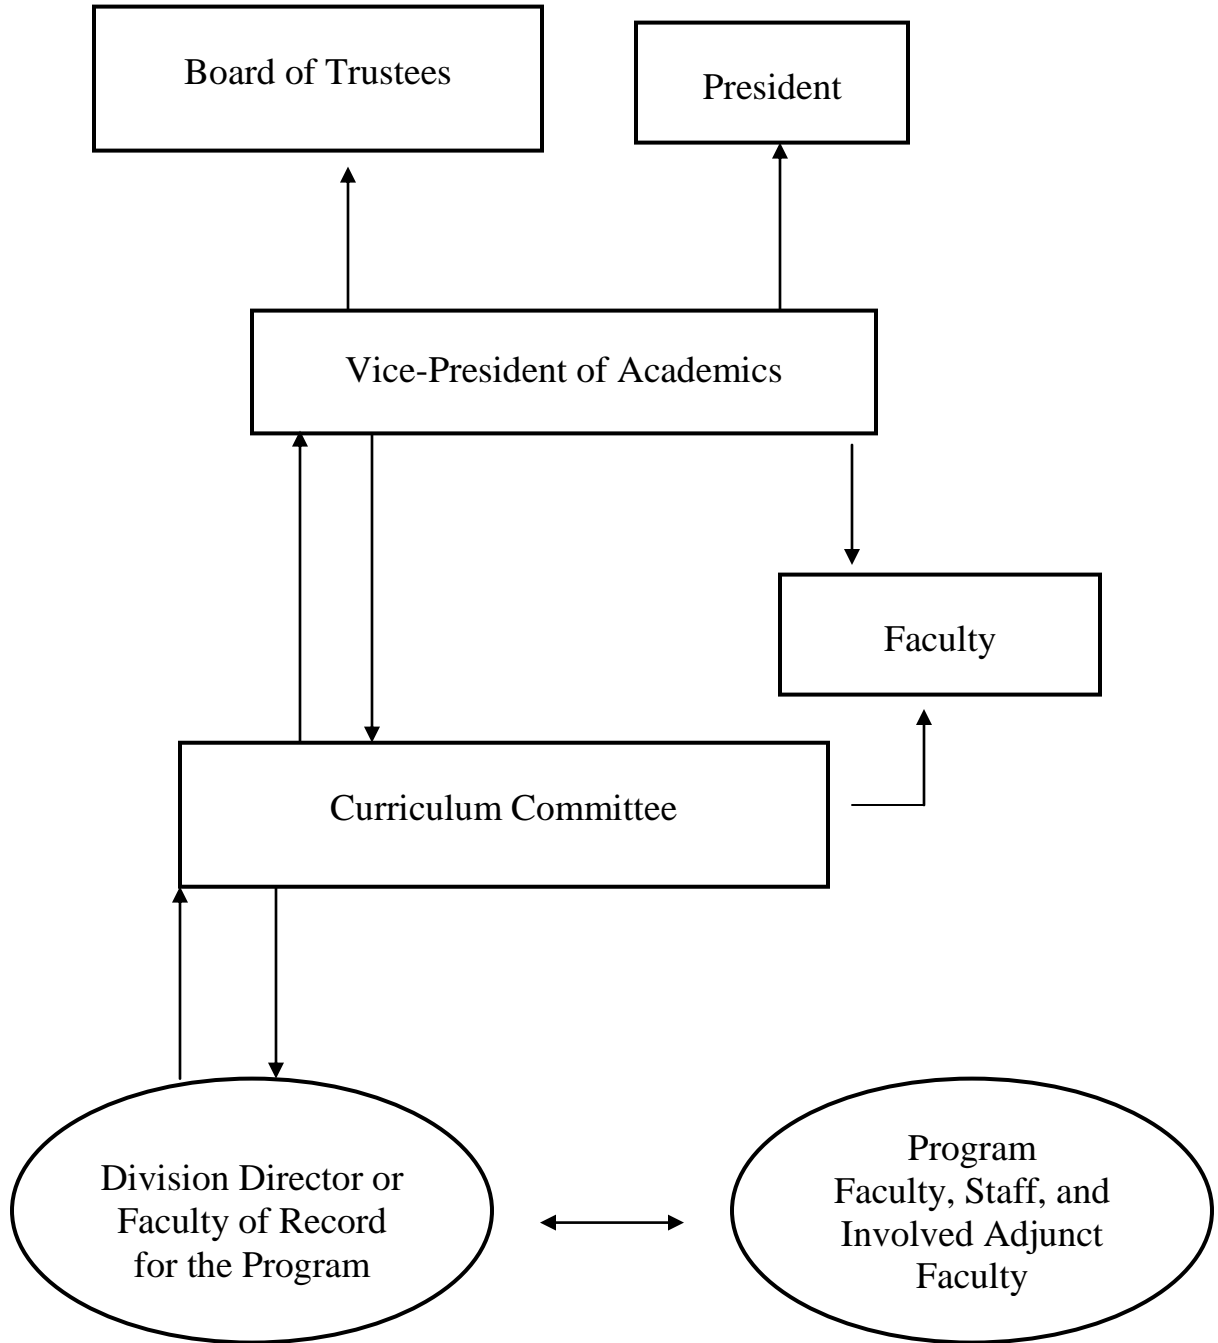 Board of Trustees
President
Vice-President of Academics
Faculty
Curriculum Committee
Division Director or
Faculty of Record
for the Program
Program
Faculty, Staff, and
Involved Adjunct
Faculty